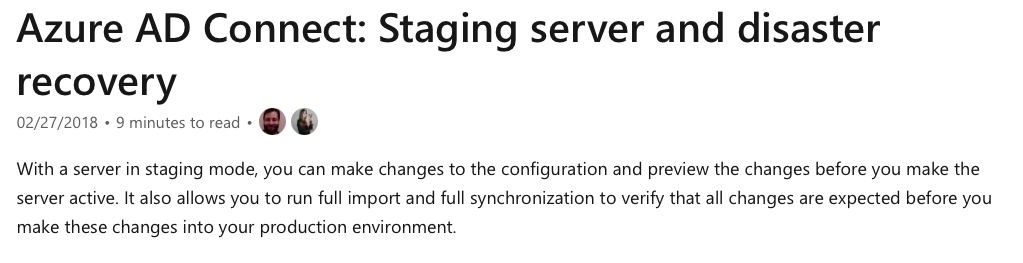 Azure AD Connect: Staging server and disaster
recovery
02/27/2018 • 9 minutes to read •
With a server in staging mode, you can make changes to the configuration and preview the changes before you make the
server active. It also allows you to run full import and full synchronization to verify that all changes are expected before you
make these changes into your production environment.